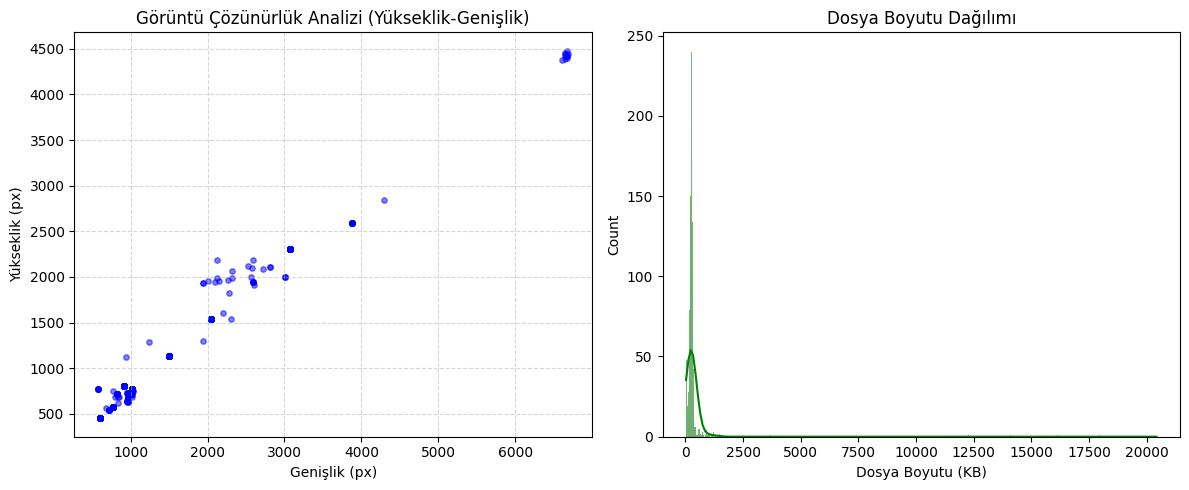 Görüntü Çözünürlük Analizi (Yükseklik-Genişlik)
4500
4000
3500
3000
2500
2000
1500
1000
500
Yükseklik (px)
1000 2000 3000 4000 5000 6000
Genişlik (px)
Dosya Boyutu Dağılımı
250
200
150
100
50
0
Count
0 2500 5000 7500 10000 12500 15000 17500 20000
Dosya Boyutu (KB)